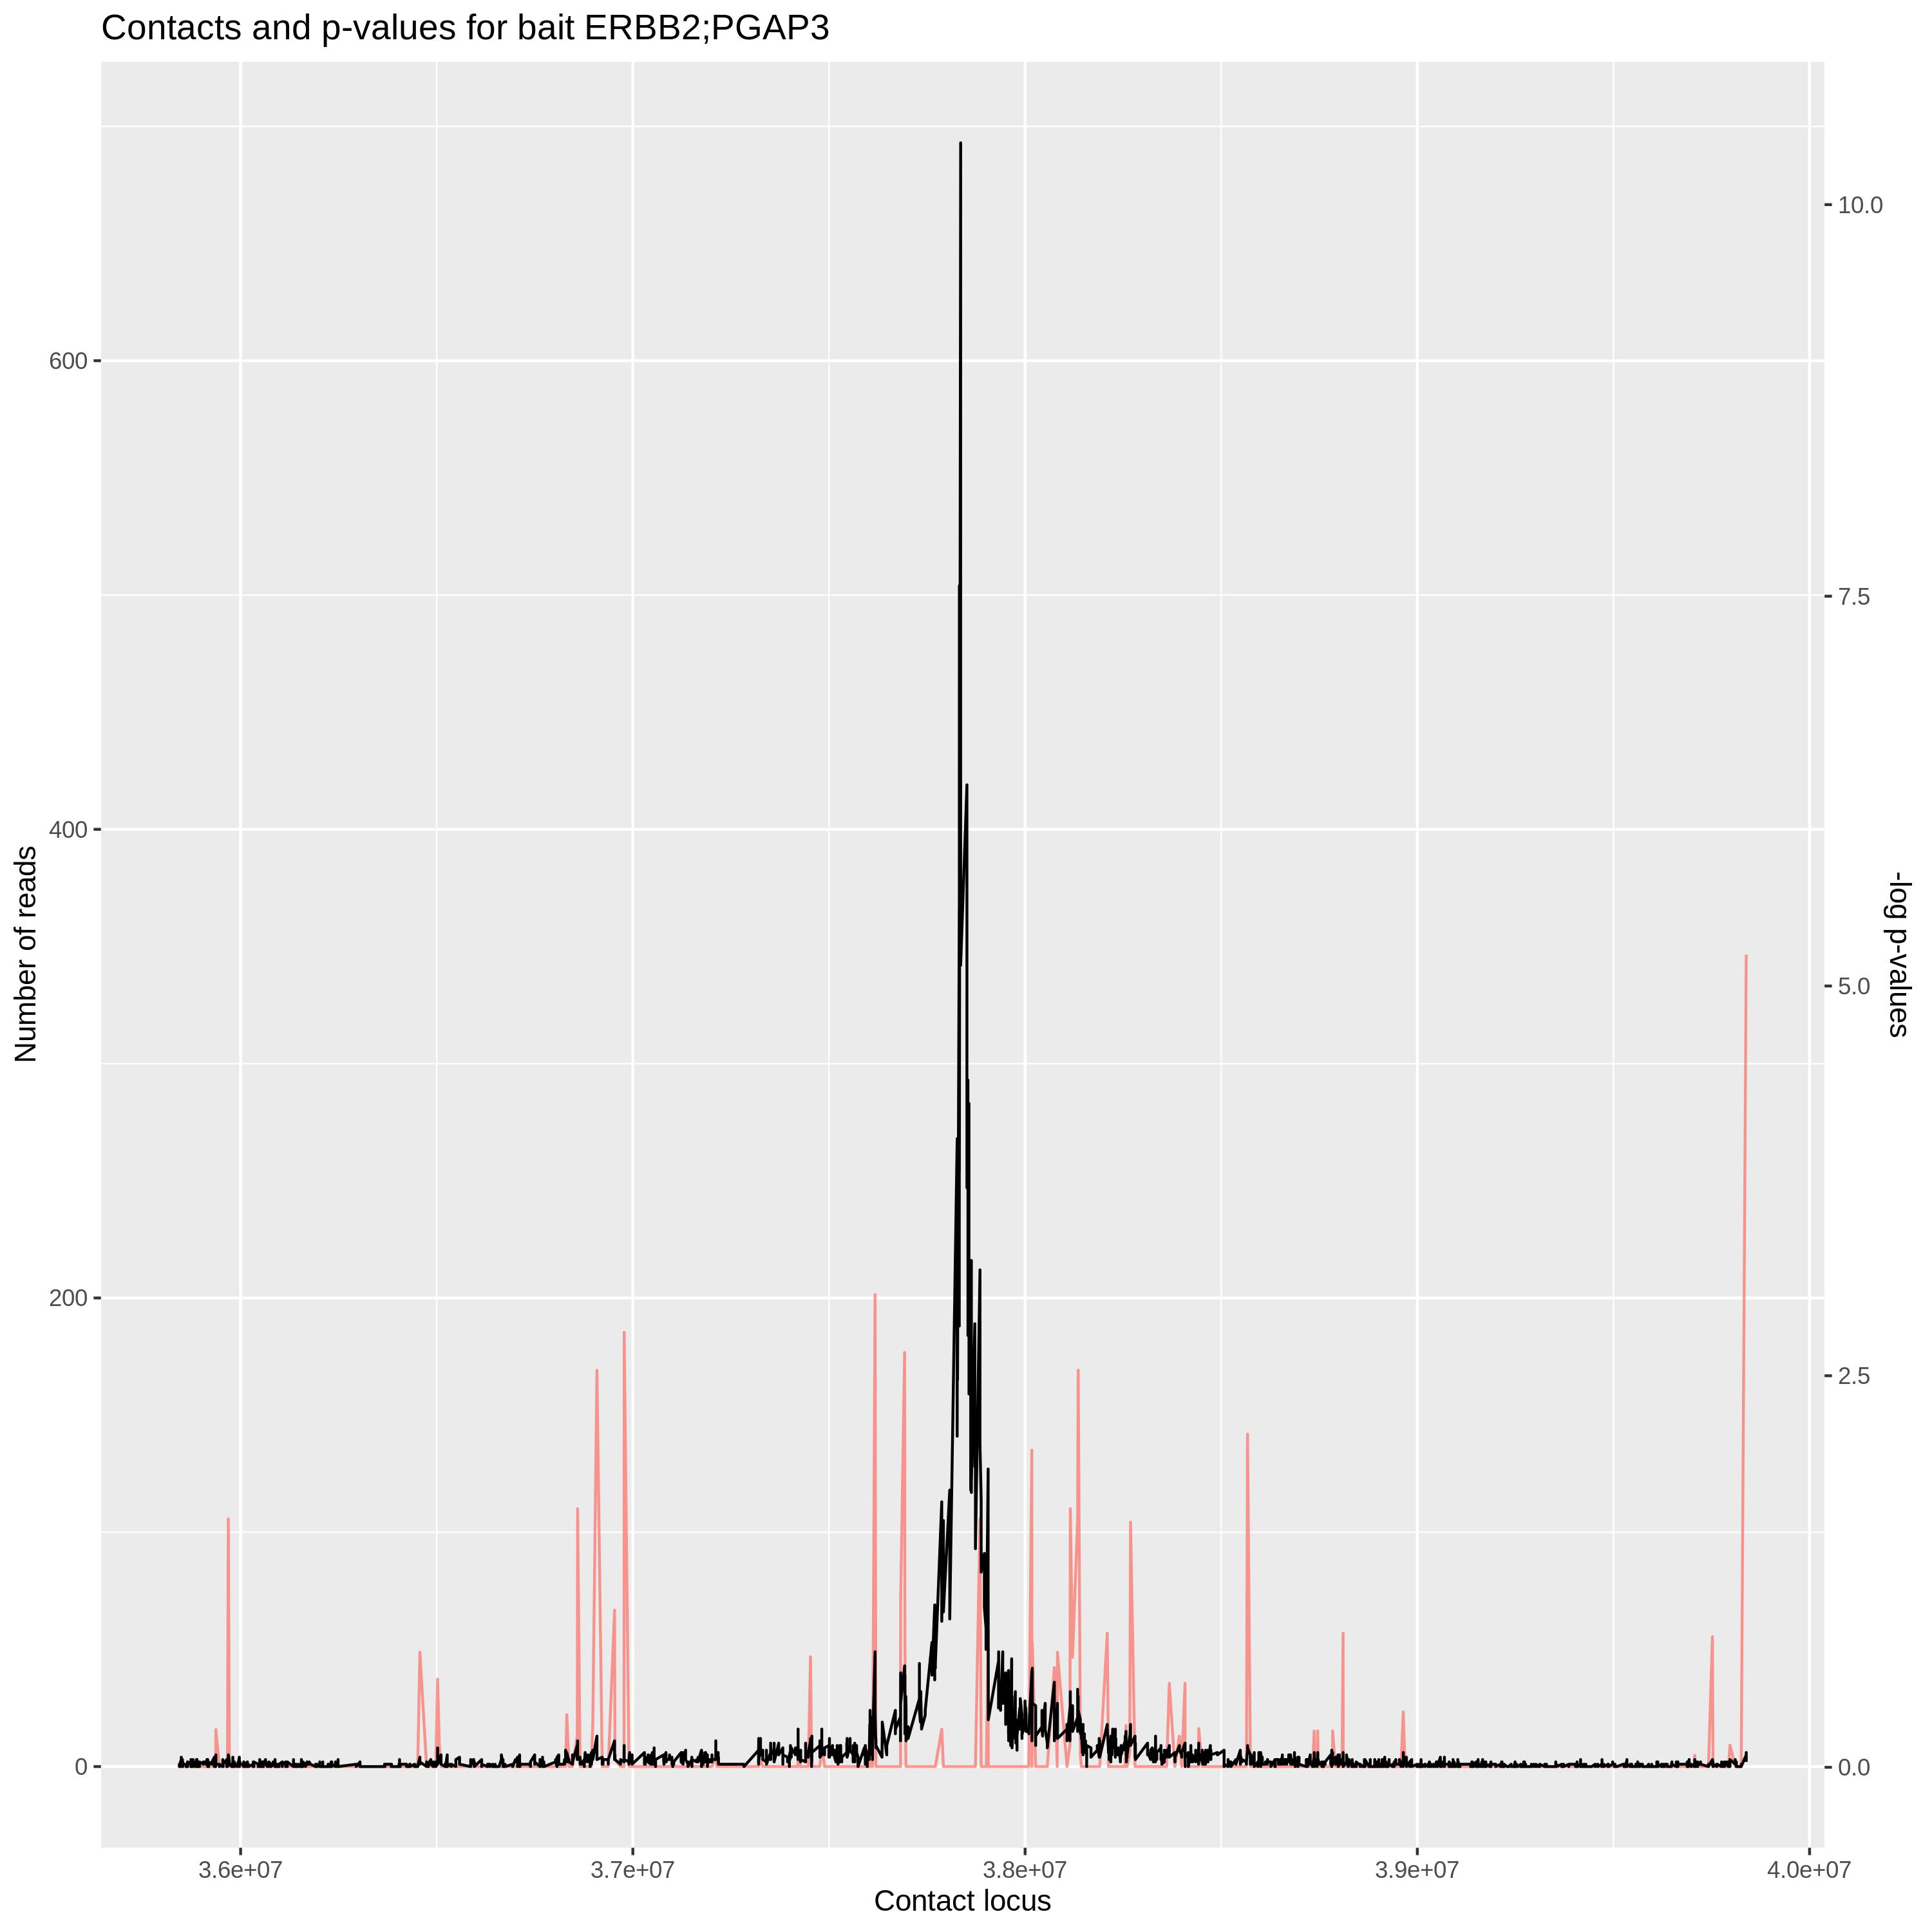 Contacts and p-values for bait ERBB2;PGAP3
Number of reads
600
400
200
0
10.0
7.5
5.0
2.5
0.0
-log p-values
3.6e+07
3.7e+07
3.8e+07
3.9e+07
4.0e+07
Contact locus